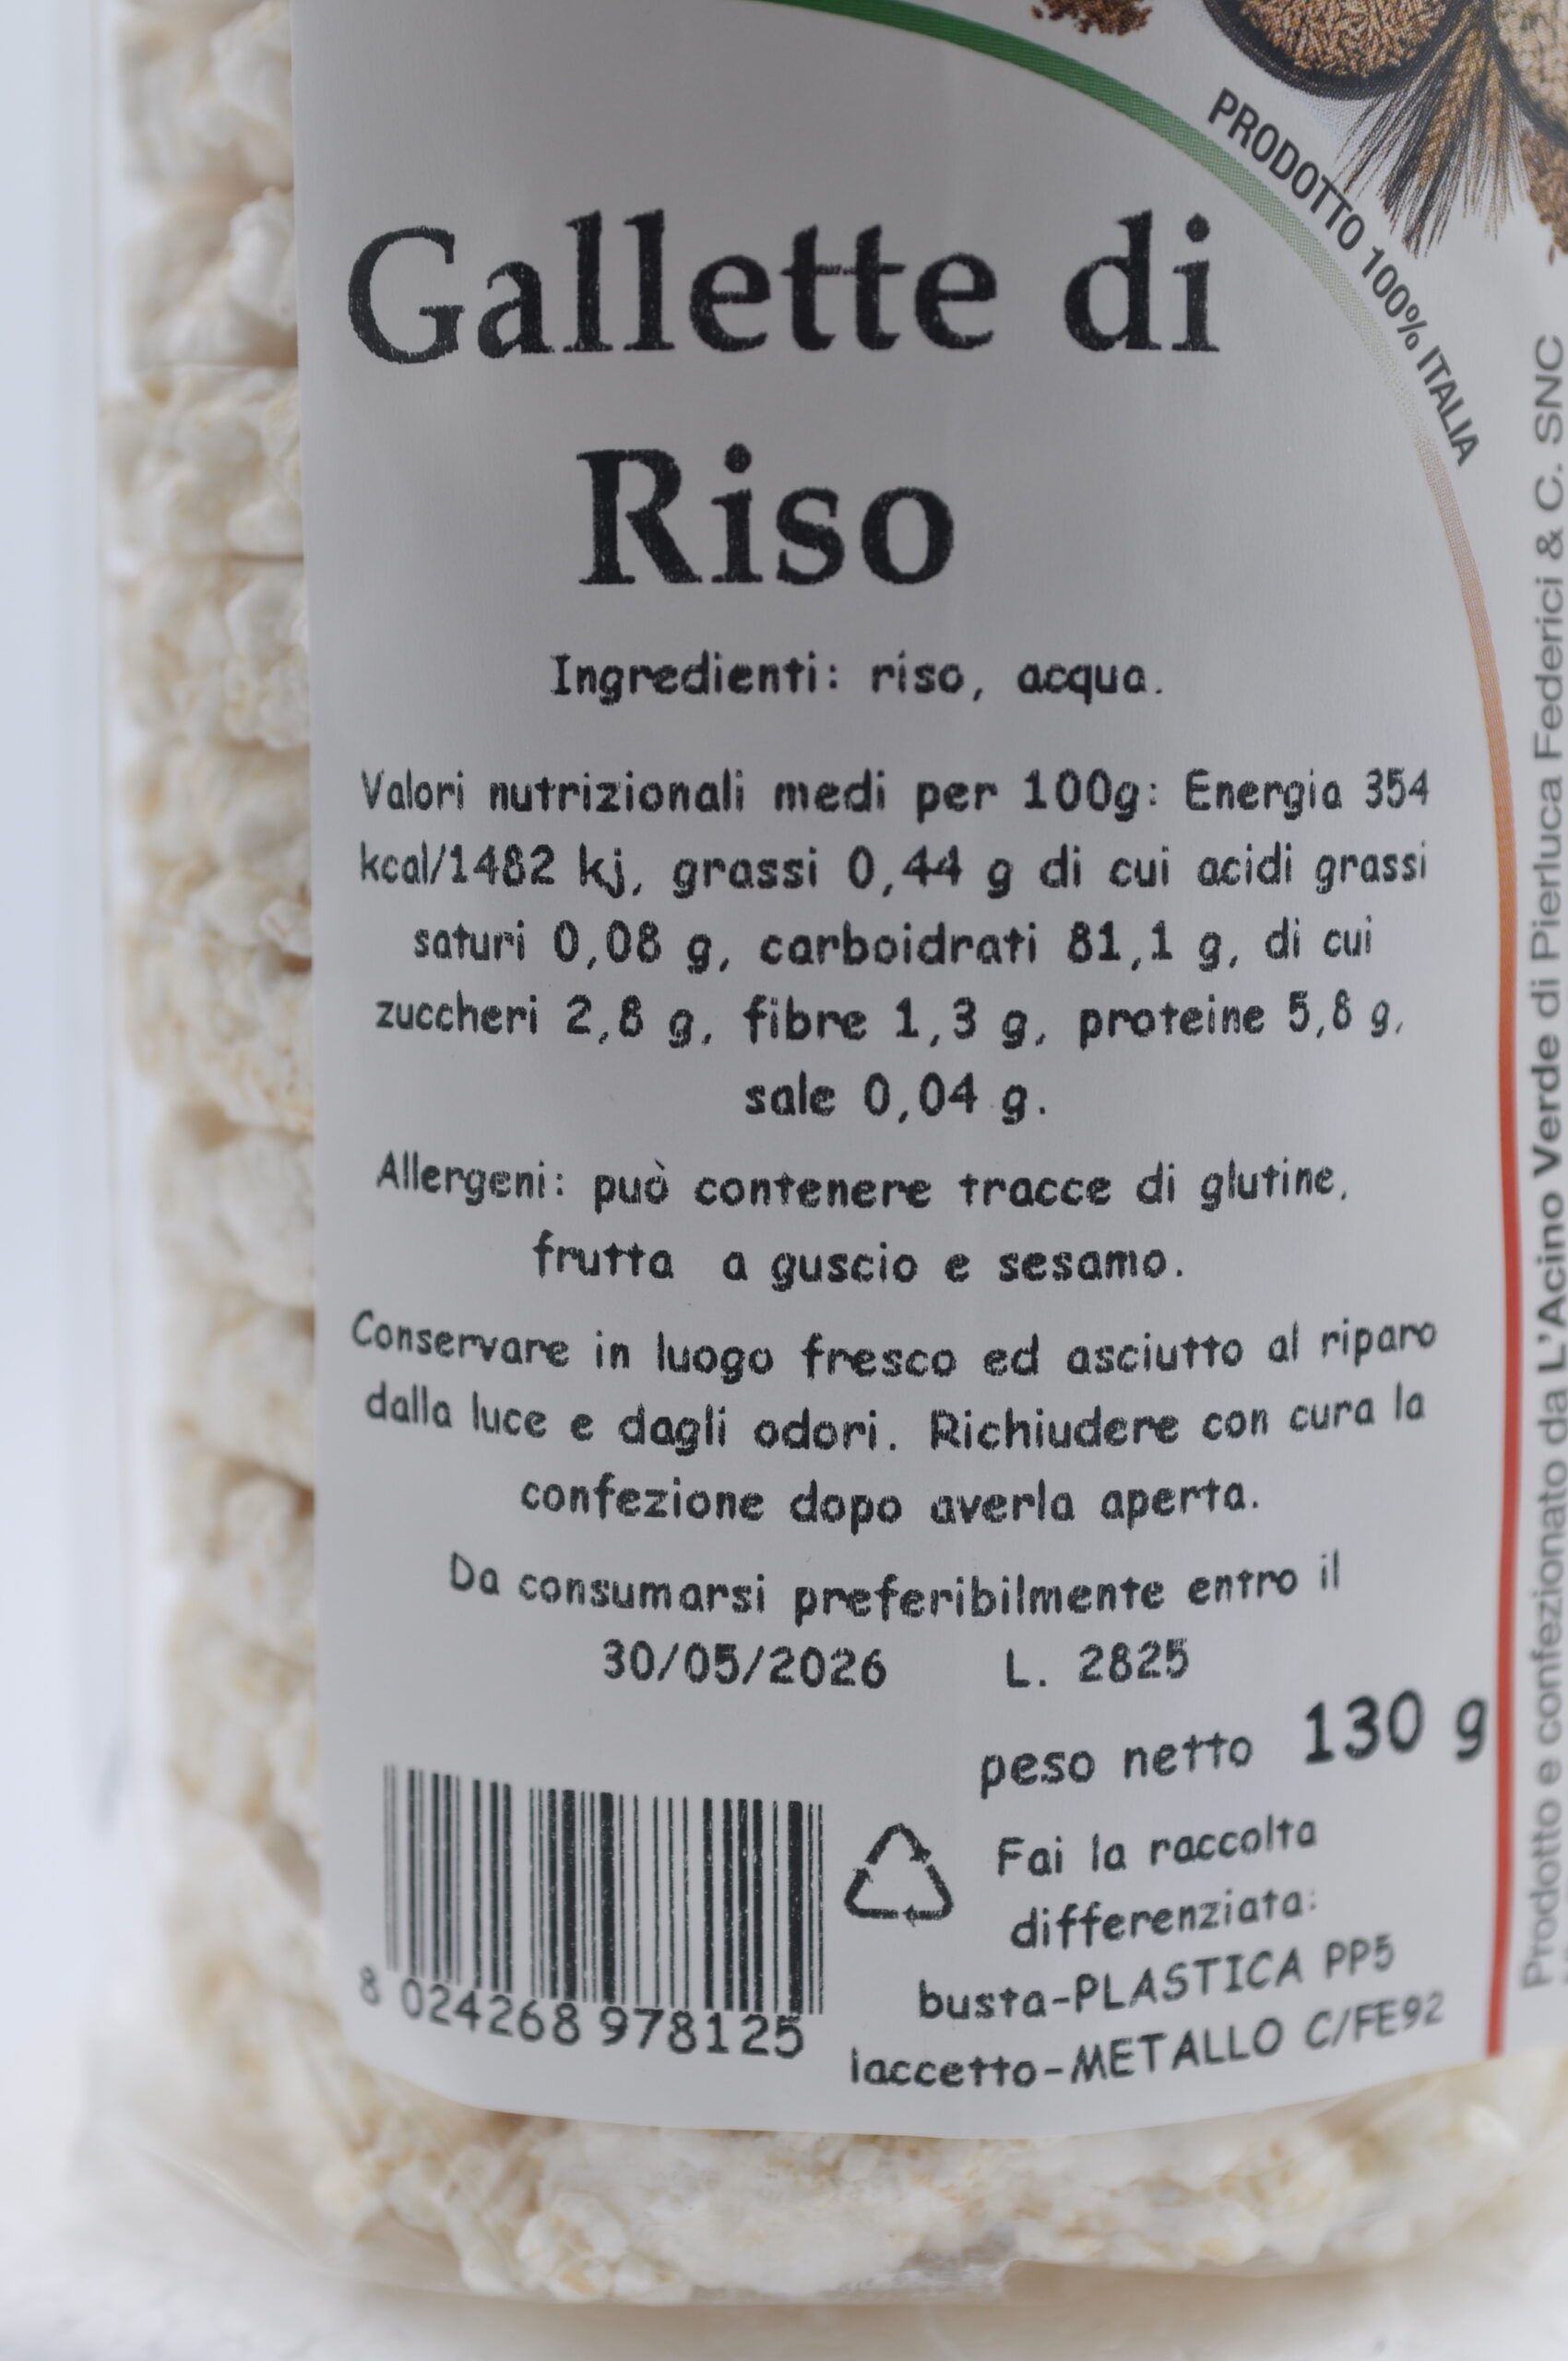 PRODOTTO 100% ITALIA
Gallette di
Riso
Ingredienti: riso, acqua.
Valori nutrizionali medi per 100g: Energia 354
kcal/1482 kj, grassi 0,44 g di cui acidi grassi
saturi 0,08 g, carboidrati 81,1 g, di cui
zuccheri 2,8 g, fibre 1,3 g, proteine 5,8 g,
sale 0,04 g.
Allergeni: può contenere tracce di glutine,
frutta a guscio e sesamo.
Conservare in luogo fresco ed asciutto al riparo
dalla luce e dagli odori. Richiudere con cura la
confezione dopo averla aperta.
Da consumarsi preferibilmente entro il
30/05/2026 L. 2825
peso netto 130 g
Fai la raccolta
differenziata:
busta-PLASTICA PP5
laccetto-METALLO C/FE92
8 024268 978125
Prodotto e confezionato da L'Acino Verde di Pierluca Federici & C. SNC